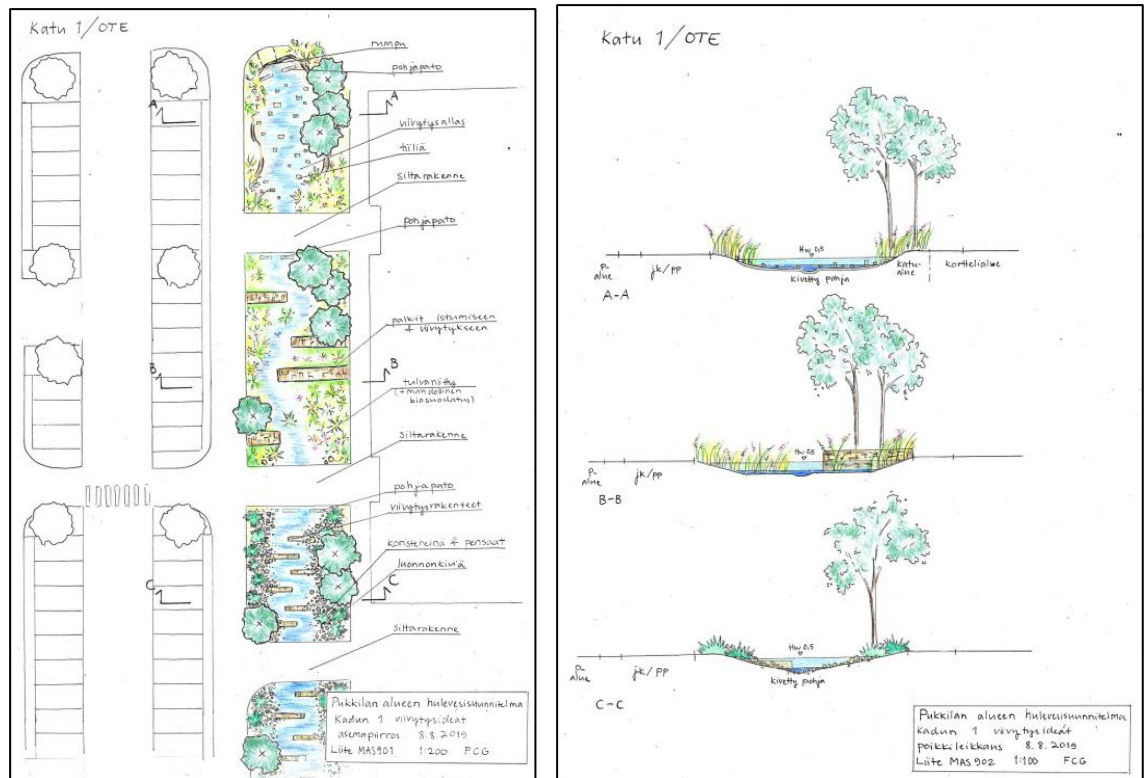 Katu 1/OTE
rumpu
pohjapato
A
A
viivytysallas
tiiliä
siltarakenne
pohjapato
palkit istumiseen
+ viivytykseen
B
B
tulvaniitty
(+mahdollinen
biosuodatus)
siltarakenne
pohjapato
viivytysrakenteet
koristeheinä + pensaat
luonnonkiviä
C
C
siltarakenne
Pukkilan alueen hulevesisuunnitelma
Kadun 1 viivytysideat
asemapiirros 8.8.2019
Liite MAS901 1:200 FCG
Katu 1/OTE
HW 0,5
P-
alue
jk/pp
kivetty pohja
katu-
alue
korttelialue
A-A
HW 0,5
P-
alue
jk/pp
B-B
HW 0,5
P-
alue
jk/pp
kivetty pohja
C-C
Pukkilan alueen hulevesisuunnitelma
Kadun 1 viivytysideat
poikkileikkaus 8.8.2019
Liite MAS 902 1:100 FCG